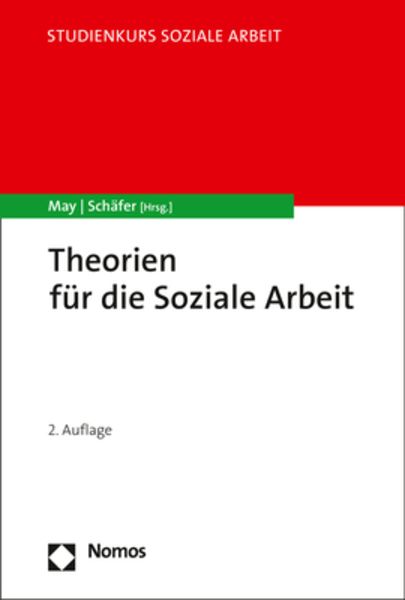 STUDIENKURS SOZIALE ARBEIT
May | Schäfer [Hrsg.]
Theorien
für die Soziale Arbeit
2. Auflage
Nomos